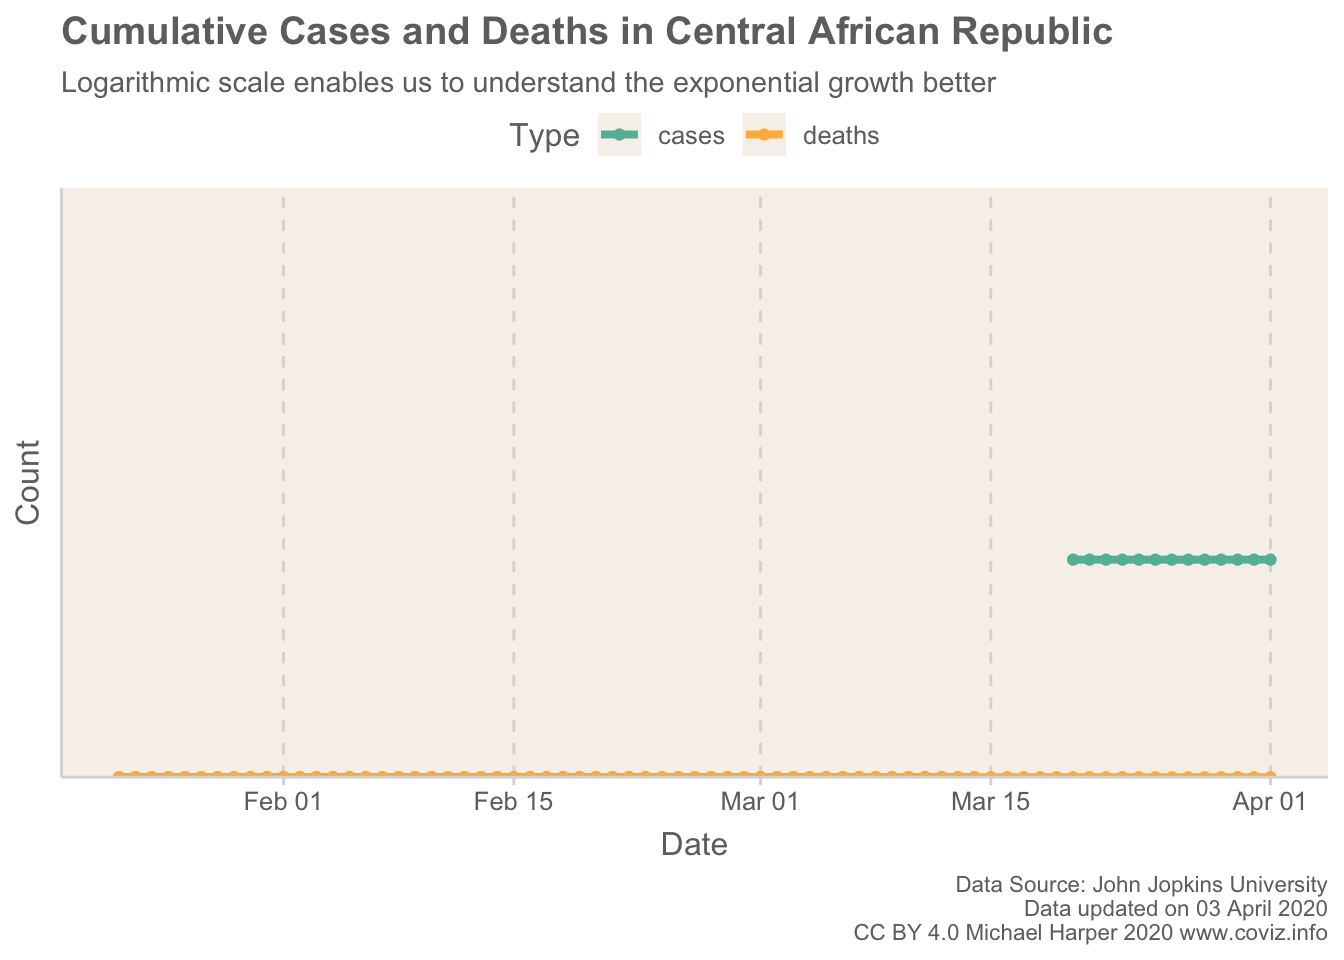 Cumulative Cases and Deaths in Central African Republic
Logarithmic scale enables us to understand the exponential growth better
Type cases deaths
Count
Feb 01 Feb 15 Mar 01 Mar 15 Apr 01
Date
Data Source: John Jopkins University
Data updated on 03 April 2020
CC BY 4.0 Michael Harper 2020 www.coviz.info